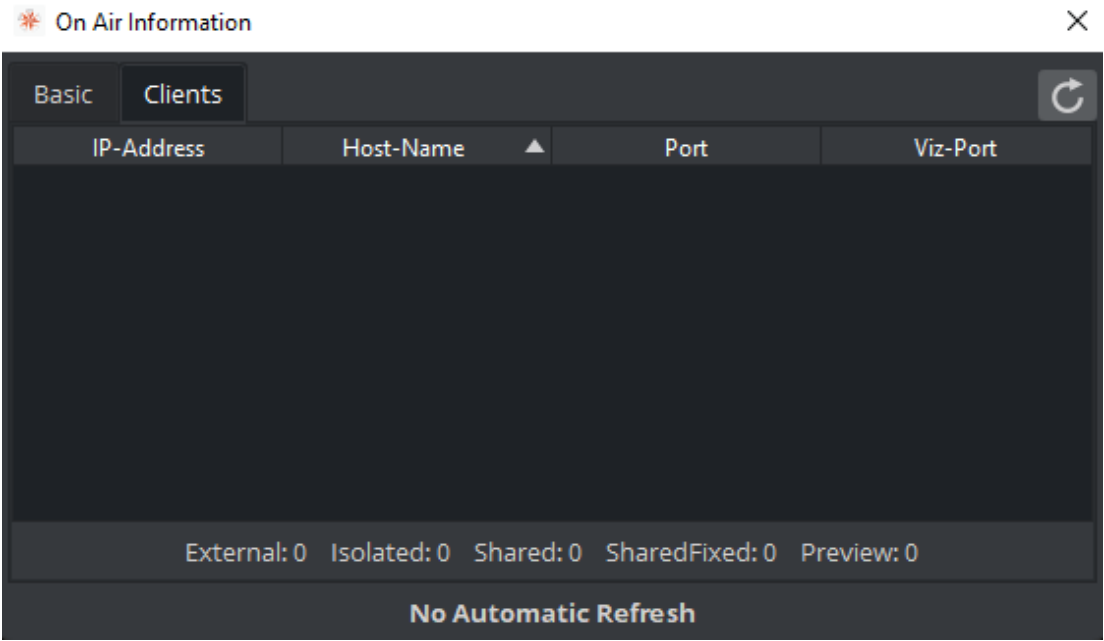 On Air Information
Basic Clients
IP-Address Host-Name Port Viz-Port
External: 0 Isolated: 0 Shared: 0 SharedFixed: 0 Preview: 0
No Automatic Refresh